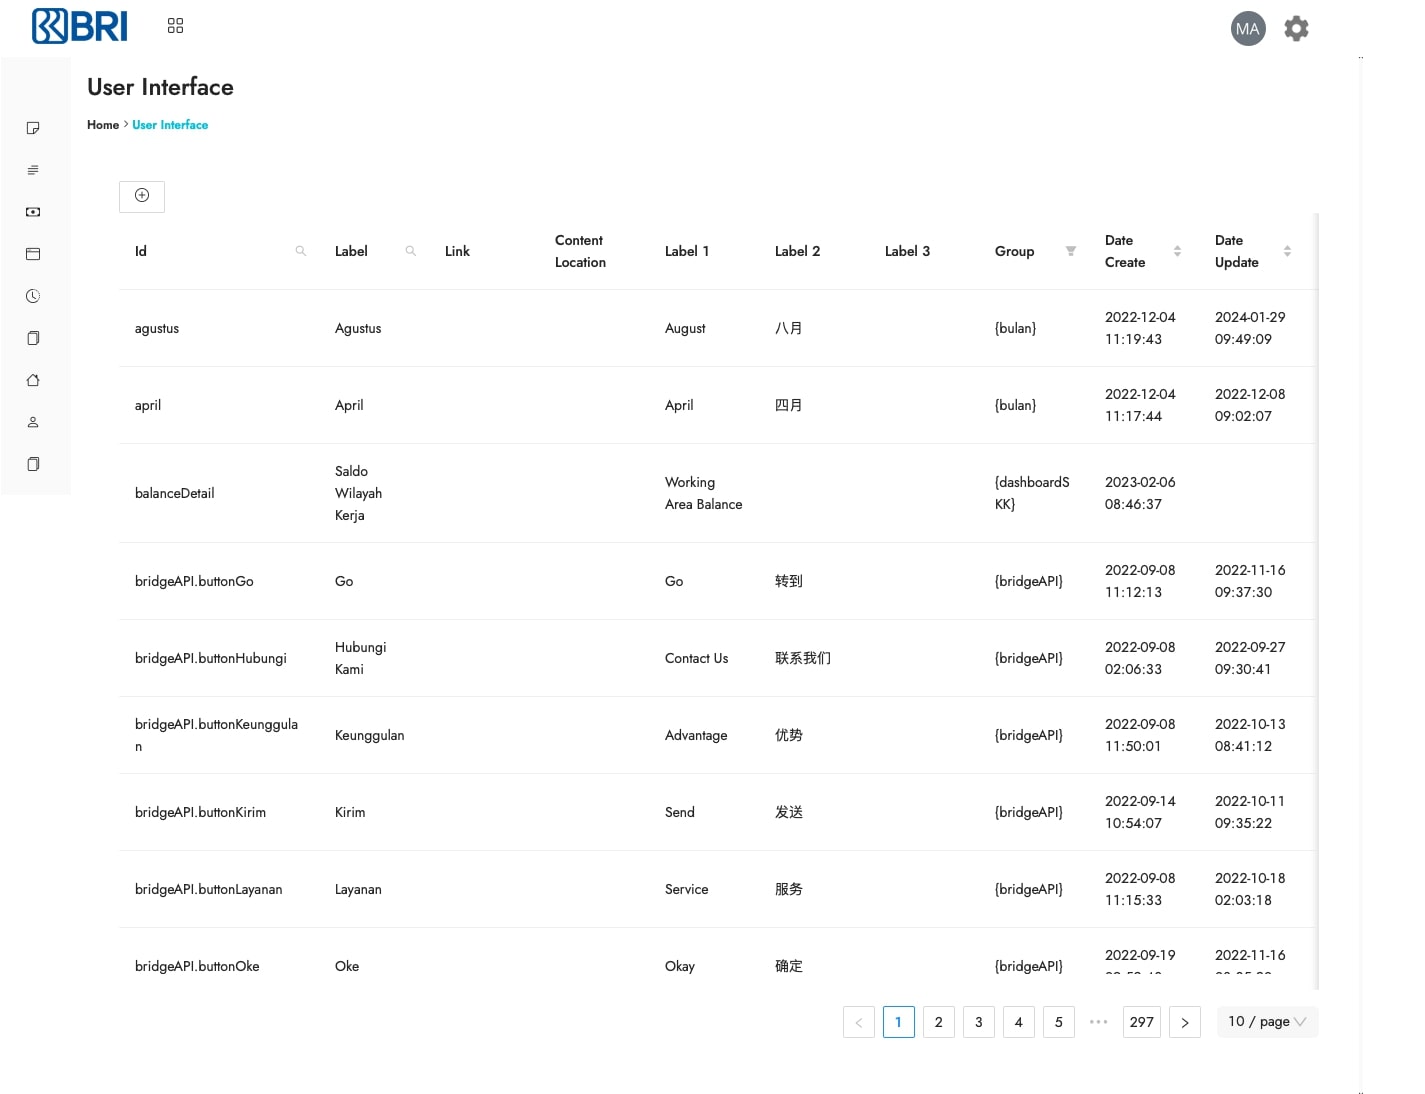 BRI
MA
User Interface
Home > User Interface
Id Label Link Content Location Label 1 Label 2 Label 3 Group Date Create Date Update
agustus Agustus August 八月 {bulan} 2022-12-04 11:19:43 2024-01-29 09:49:09
april April April 四月 {bulan} 2022-12-04 11:17:44 2022-12-08 09:02:07
balanceDetail Saldo Wilayah Kerja Working Area Balance {dashboardSKK} 2023-02-06 08:46:37
bridgeAPI.buttonGo Go Go 转到 {bridgeAPI} 2022-09-08 11:12:13 2022-11-16 09:37:30
bridgeAPI.buttonHubungi Hubungi Kami Contact Us 联系我们 {bridgeAPI} 2022-09-08 02:06:33 2022-09-27 09:30:41
bridgeAPI.buttonKeunggulan Keunggulan Advantage 优势 {bridgeAPI} 2022-09-08 11:50:01 2022-10-13 08:41:12
bridgeAPI.buttonKirim Kirim Send 发送 {bridgeAPI} 2022-09-14 10:54:07 2022-10-11 09:35:22
bridgeAPI.buttonLayanan Layanan Service 服务 {bridgeAPI} 2022-09-08 11:15:33 2022-10-18 02:03:18
bridgeAPI.buttonOke Oke Okay 确定 {bridgeAPI} 2022-09-19 2022-11-16
< 1 2 3 4 5 ••• 297 > 10 / page